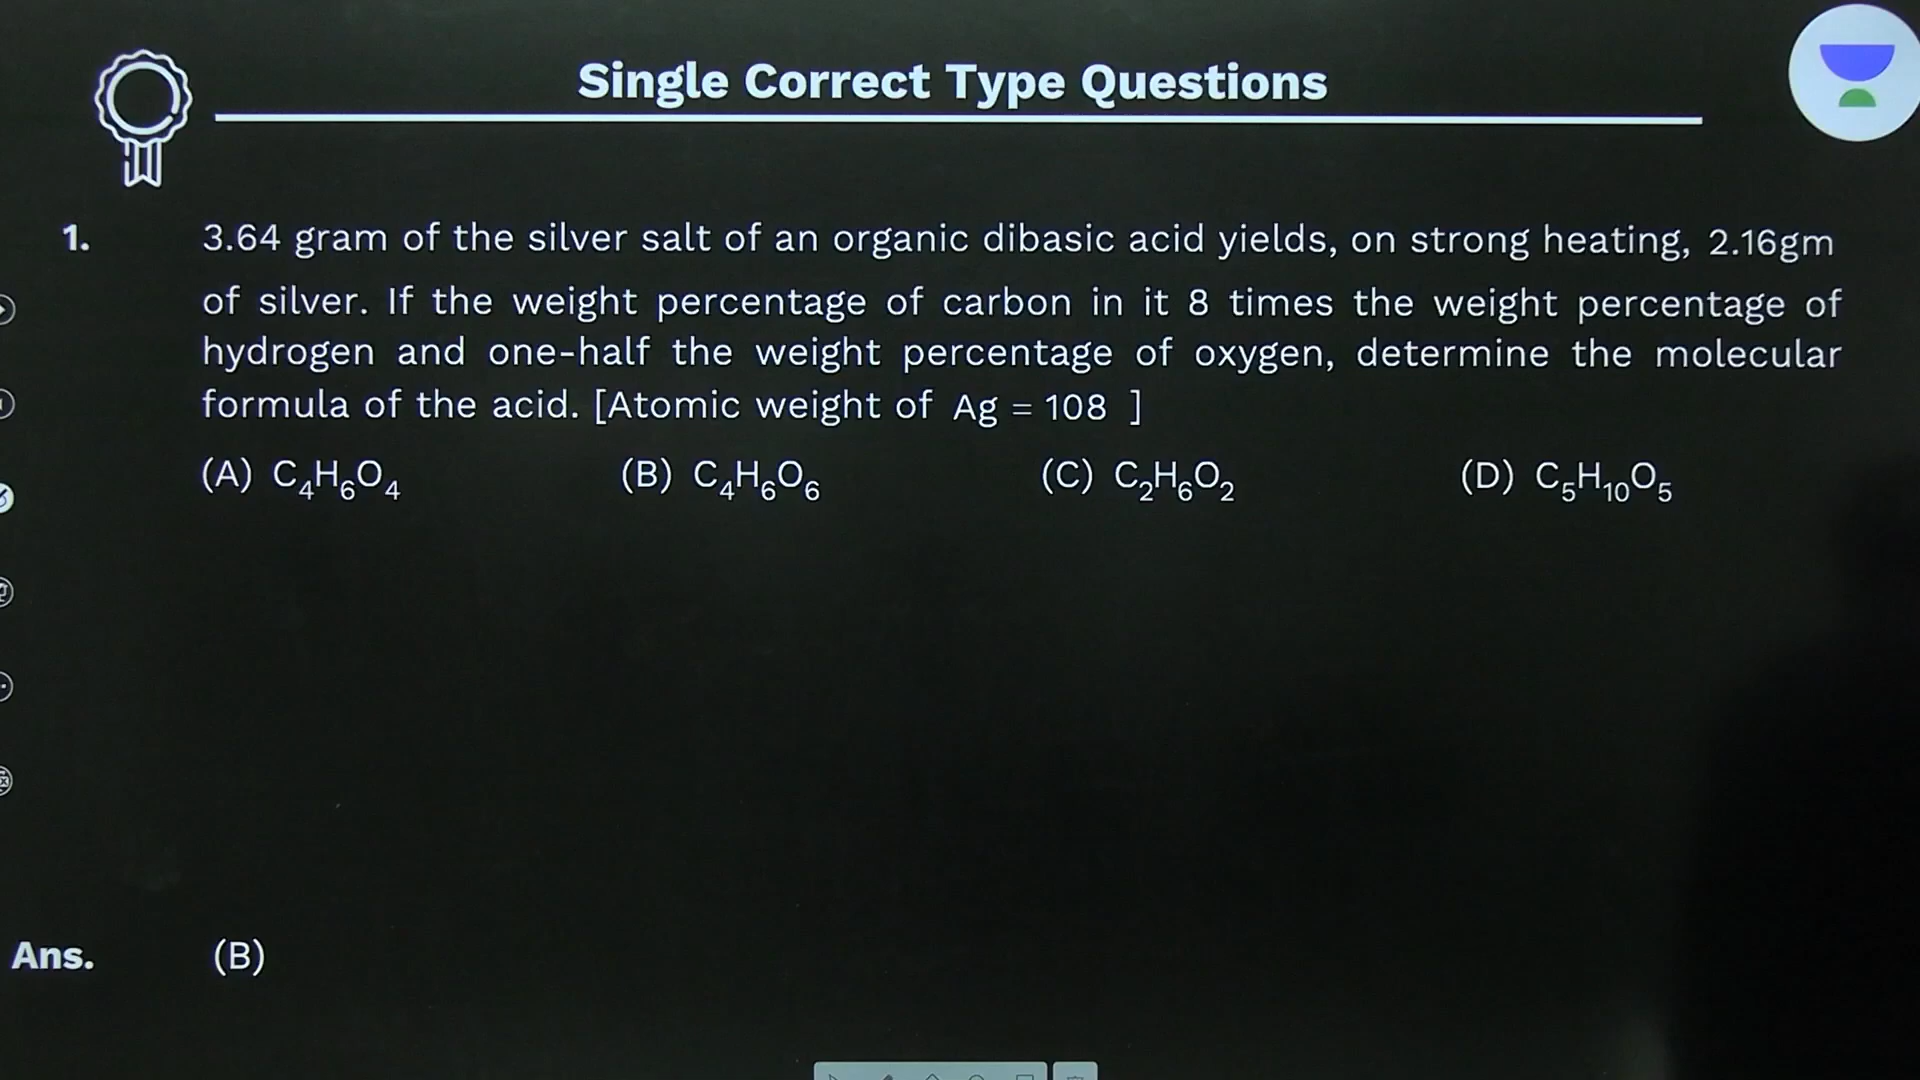 Single Correct Type Questions
1. 3.64 gram of the silver salt of an organic dibasic acid yields, on strong heating, 2.16gm
of silver. If the weight percentage of carbon in it 8 times the weight percentage of
hydrogen and one-half the weight percentage of oxygen, determine the molecular
formula of the acid. [Atomic weight of Ag = 108 ]
(A) C₄H₆O₄ (B) C₄H₆O₆ (C) C₂H₆O₂ (D) C₅H₁₀O₅
Ans. (B)